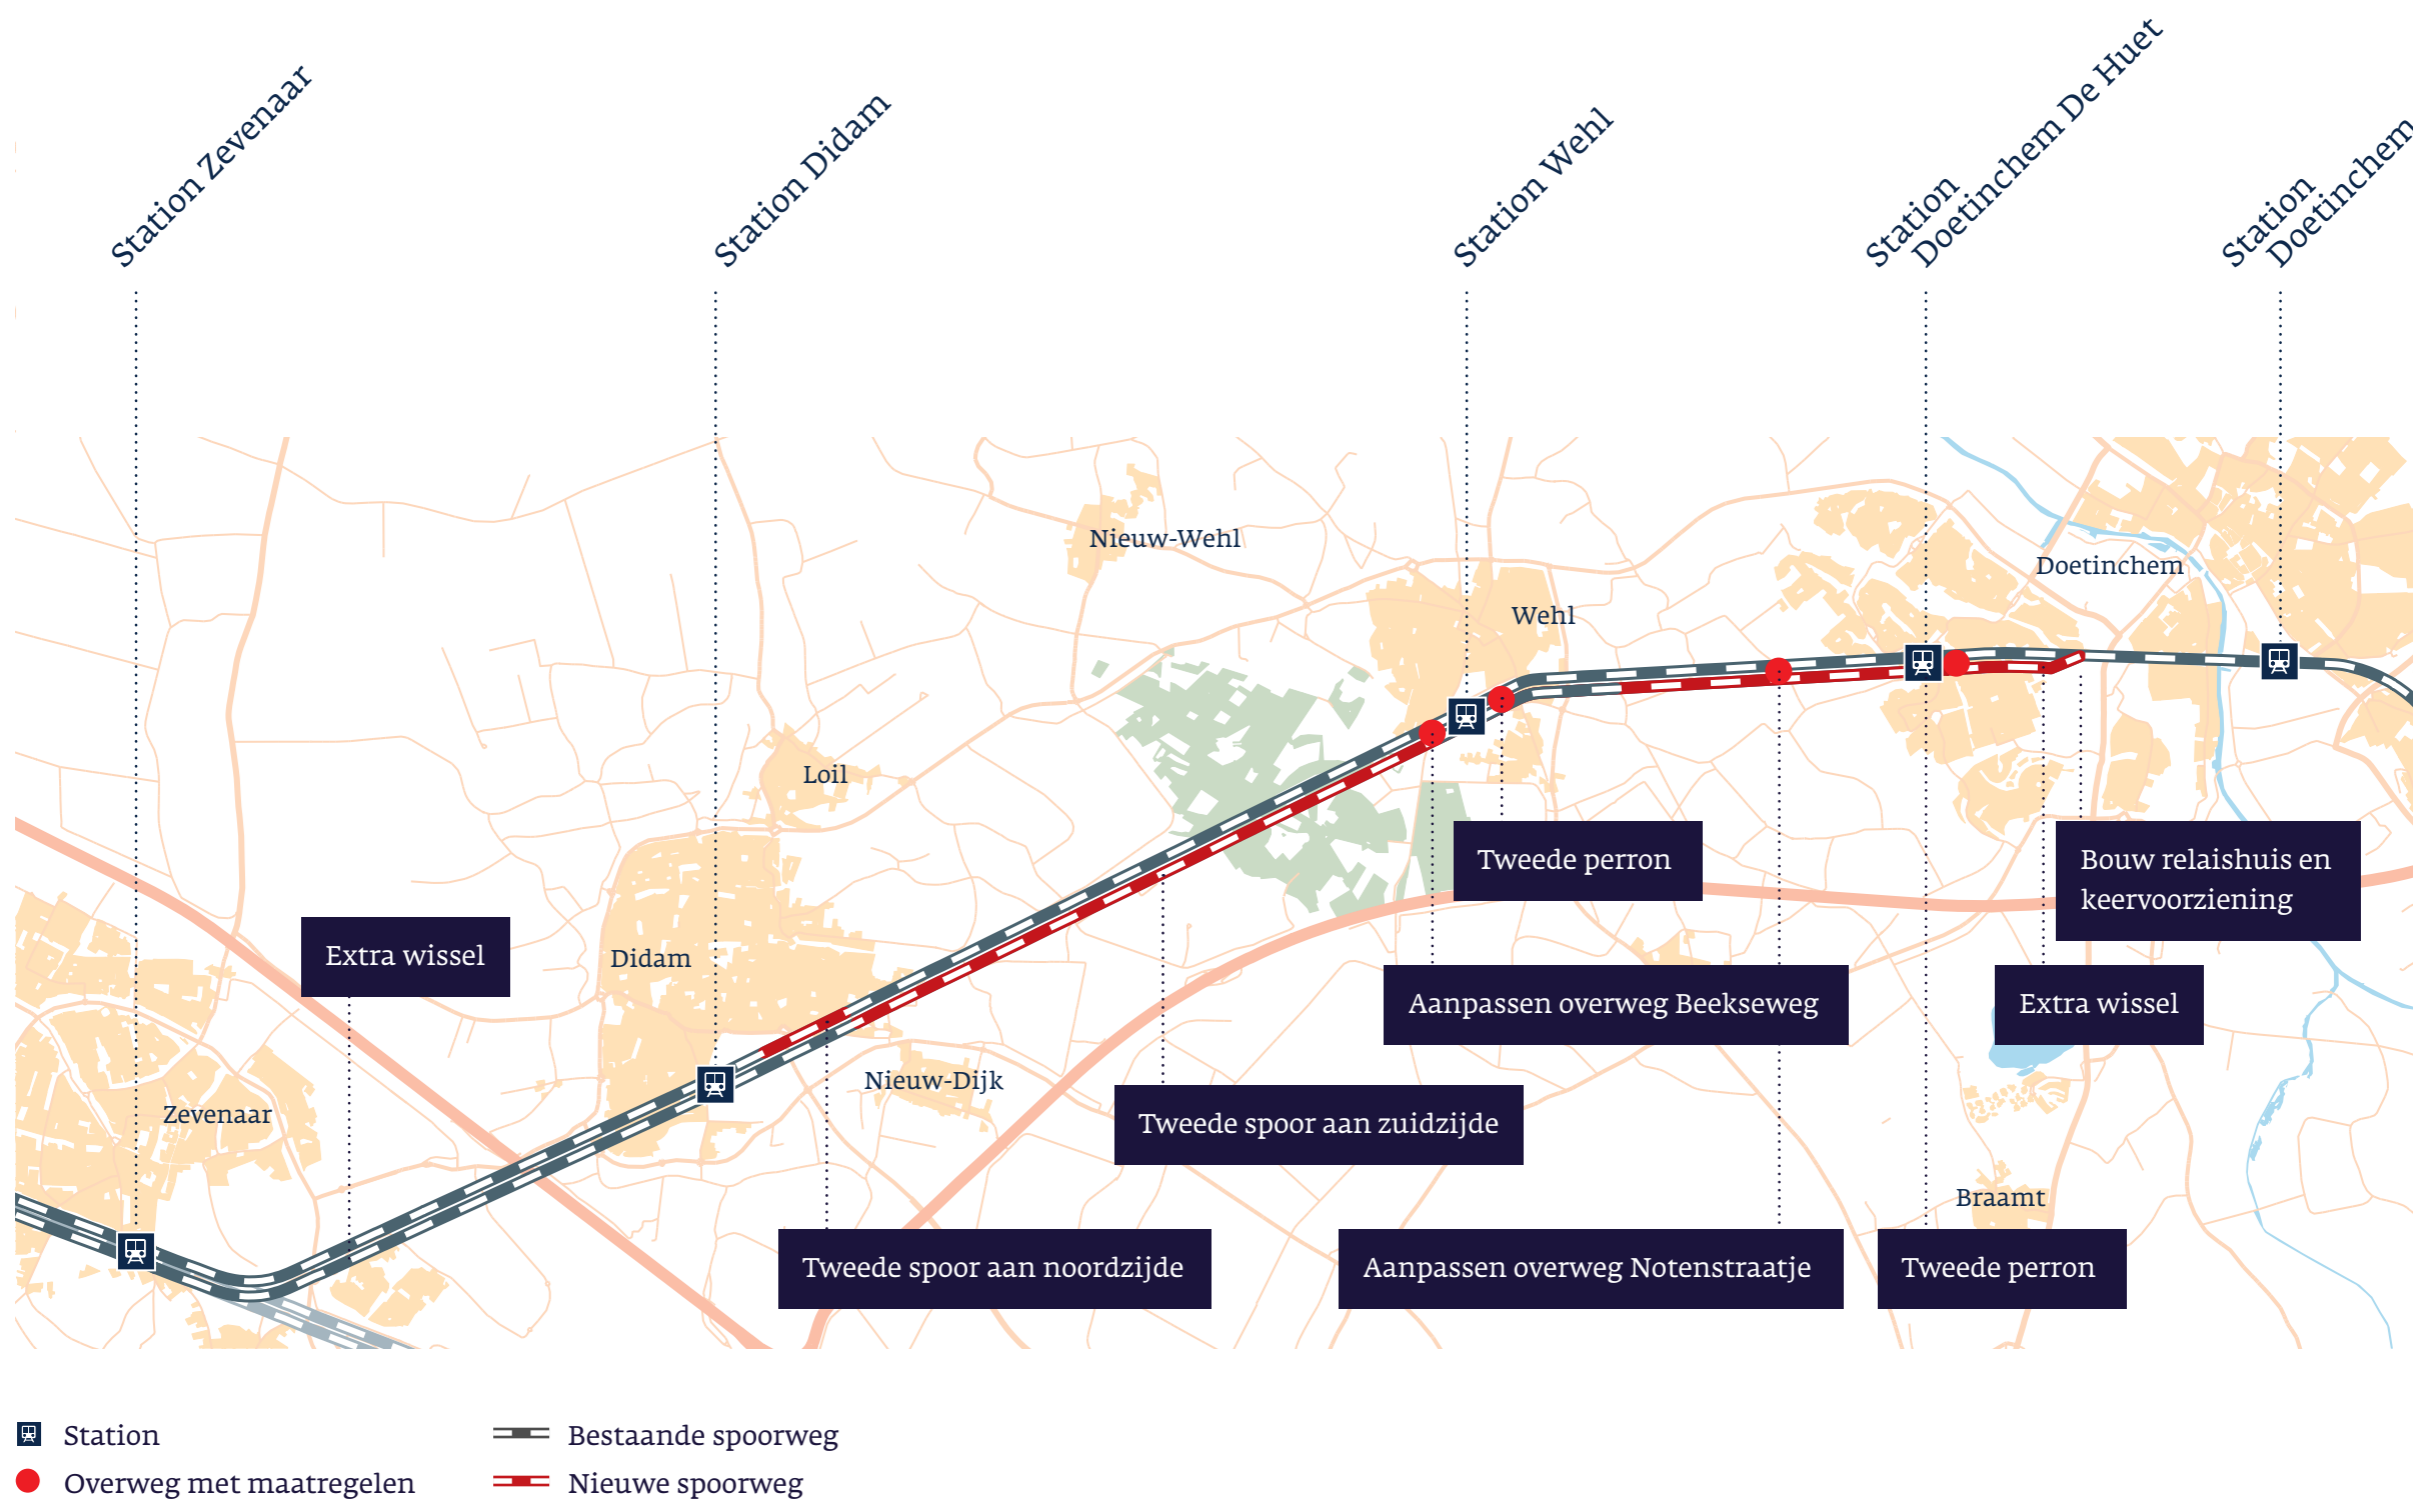 Station Zevenaar
Station Didam
Station Wehl
Station
Doetinchem De Huet
Station
Doetinchem
Nieuw-Wehl
Doetinchem
Wehl
Loil
Tweede perron
Bouw relaishuis en
keervoorziening
Extra wissel
Didam
Aanpassen overweg Beekseweg
Extra wissel
Nieuw-Dijk
Zevenaar
Tweede spoor aan zuidzijde
Braamt
Tweede spoor aan noordzijde
Aanpassen overweg Notenstraatje
Tweede perron
Station
Bestaande spoorweg
Overweg met maatregelen
Nieuwe spoorweg